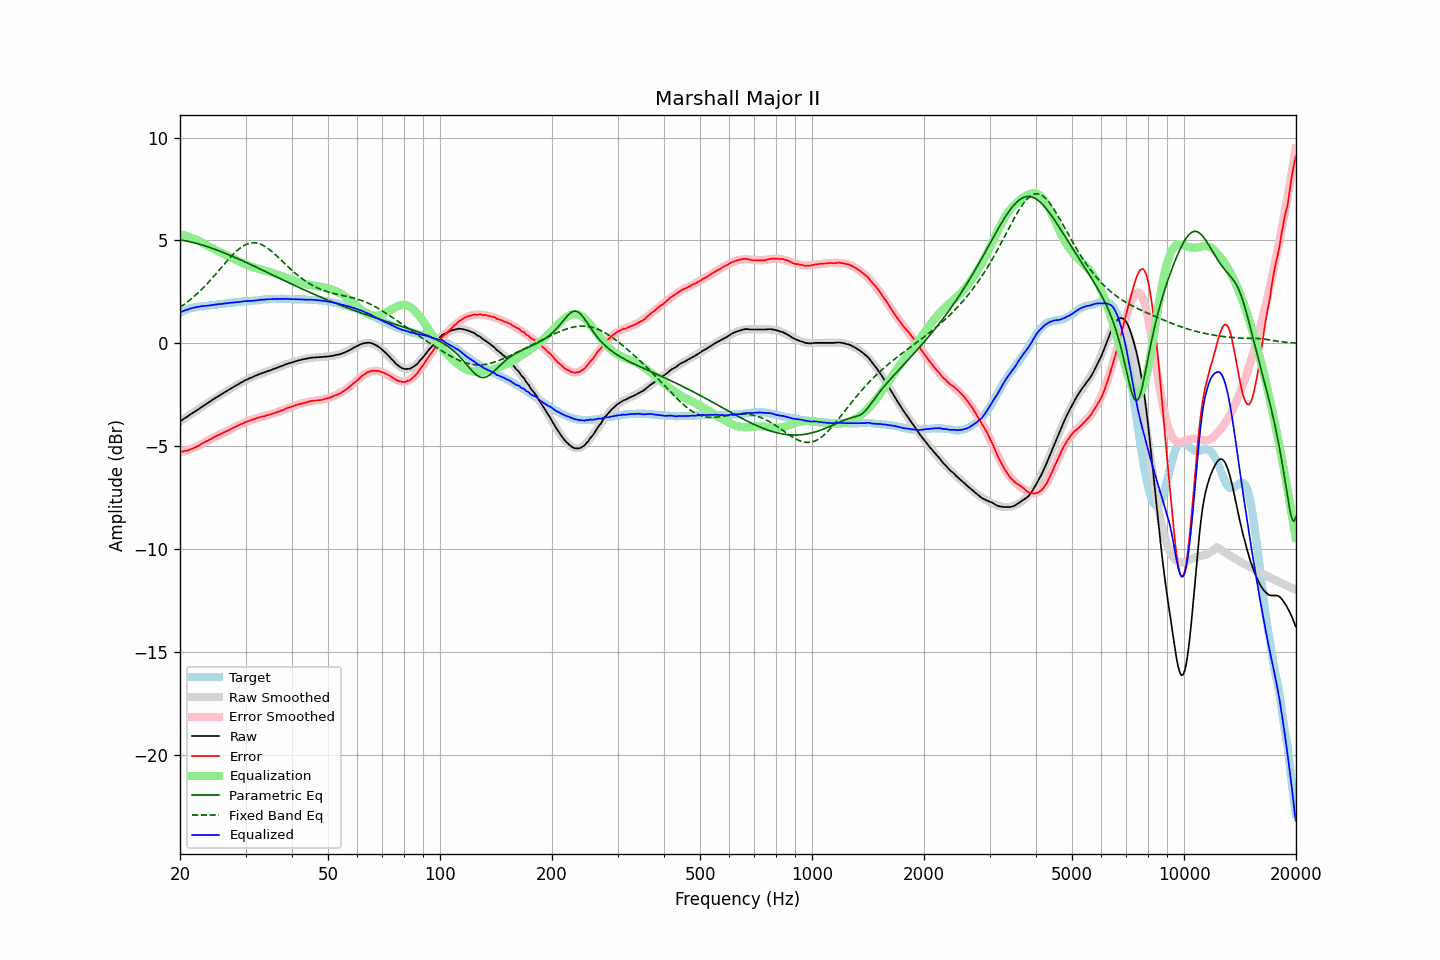 Marshall Major II
10
5
0
−5
−10
−15
−20
Amplitude (dBr)
Target
Raw Smoothed
Error Smoothed
Raw
Error
Equalization
Parametric Eq
Fixed Band Eq
Equalized
20 50 100 200 500 1000 2000 5000 10000 20000
Frequency (Hz)